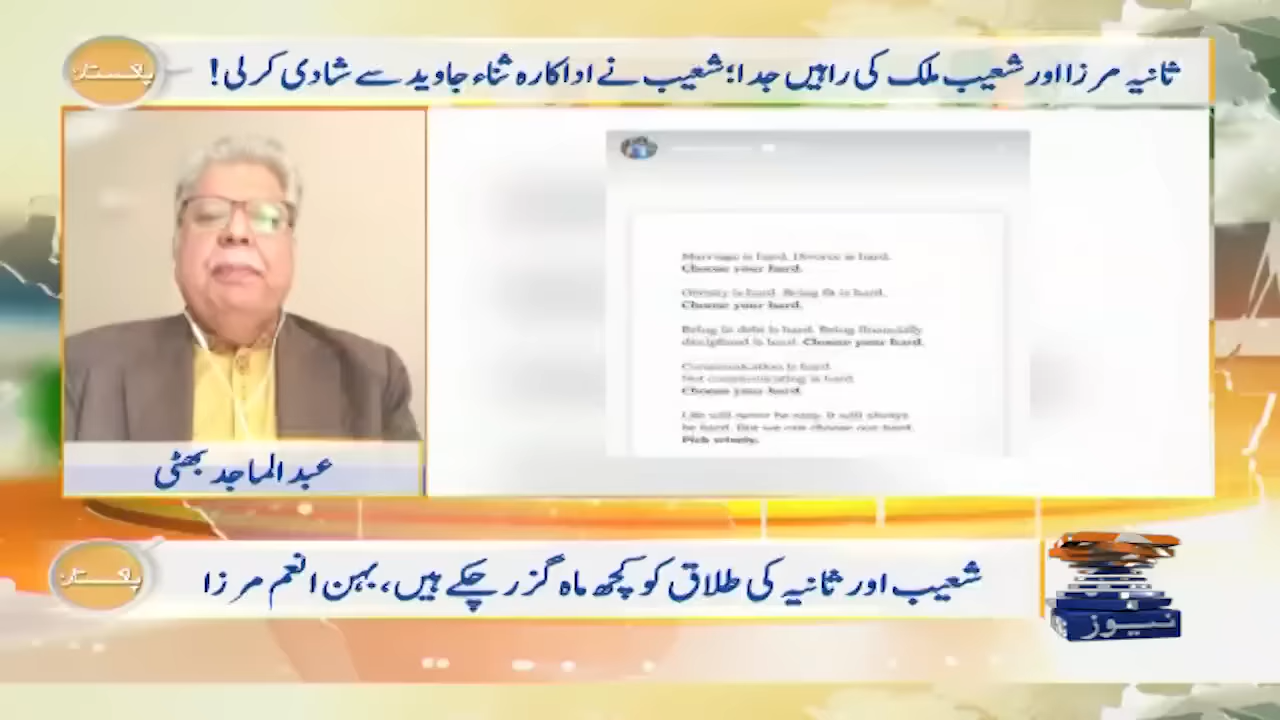 ثانیہ مرزا اور شعیب ملک کی راہیں جدا؛ شعیب نے اداکارہ ثناء جاوید سے شادی کرلی!
پاکستان
Marriage is hard. Divorce is hard.
Choose your hard.
Obesity is hard. Being fit is hard.
Choose your hard.
Being in debt is hard. Being financially
disciplined is hard. Choose your hard.
Communication is hard.
Not communicating is hard.
Choose your hard.
Life will never be easy. It will always
be hard. But we can choose our hard.
Pick wisely.
عبدالماجد بھٹی
شعیب اور ثانیہ کی طلاق کو کچھ ماہ گزر چکے ہیں، بہن انعم مرزا
پاکستان
نیوز